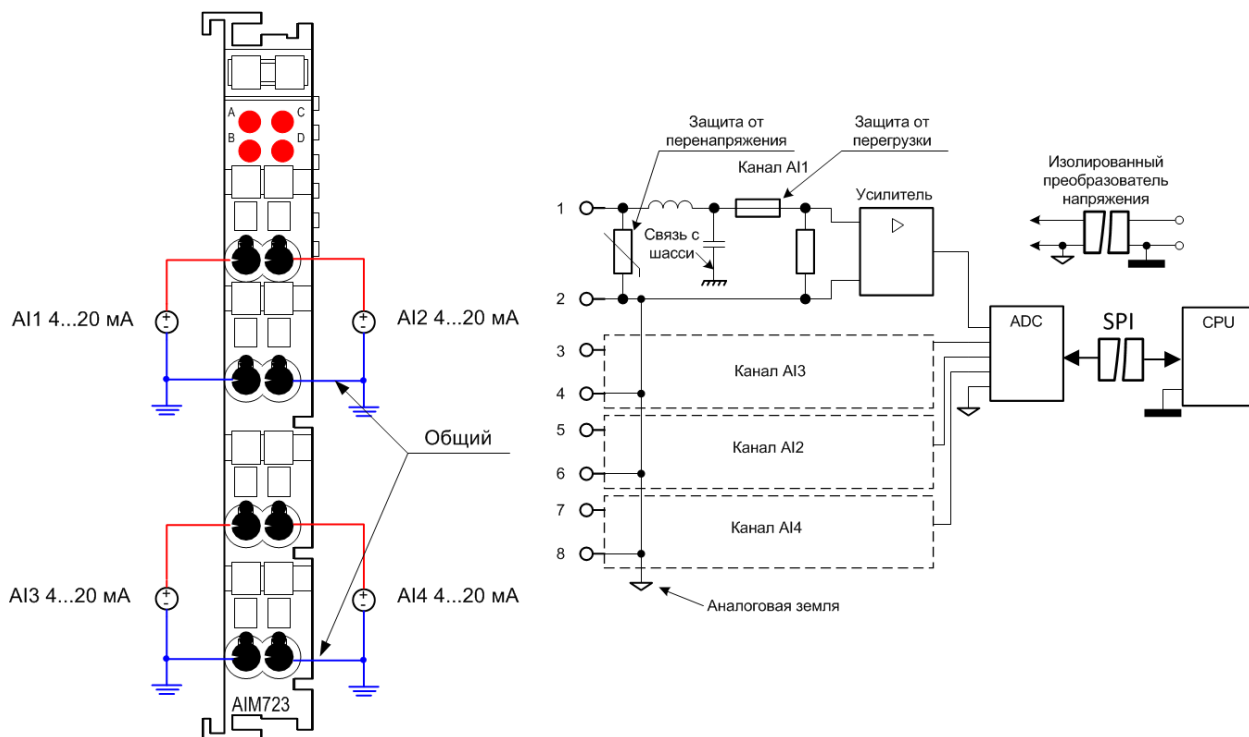 A
C
B
D
AI1 4...20 мА
AI2 4...20 мА
Общий
AI3 4...20 мА
AI4 4...20 мА
AIM723
Защита от
перенапряжения
Защита от
перегрузки
Канал AI1
Усилитель
Изолированный
преобразователь
напряжения
1
Связь с
шасси
2
ADC
SPI
CPU
3
Канал AI3
4
5
Канал AI2
6
7
Канал AI4
8
Аналоговая земля